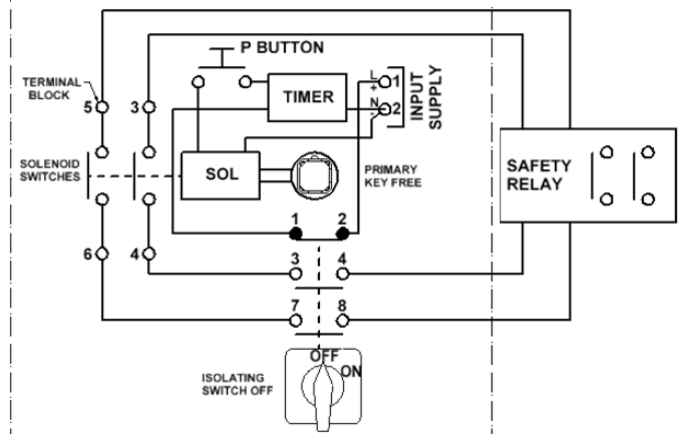 P BUTTON
TERMINAL
BLOCK
5
3
TIMER
L
+
1
N
-
2
INPUT
SUPPLY
SOLENOID
SWITCHES
SOL
PRIMARY
KEY FREE
SAFETY
RELAY
1
2
6
4
3
4
7
8
OFF
ON
ISOLATING
SWITCH OFF